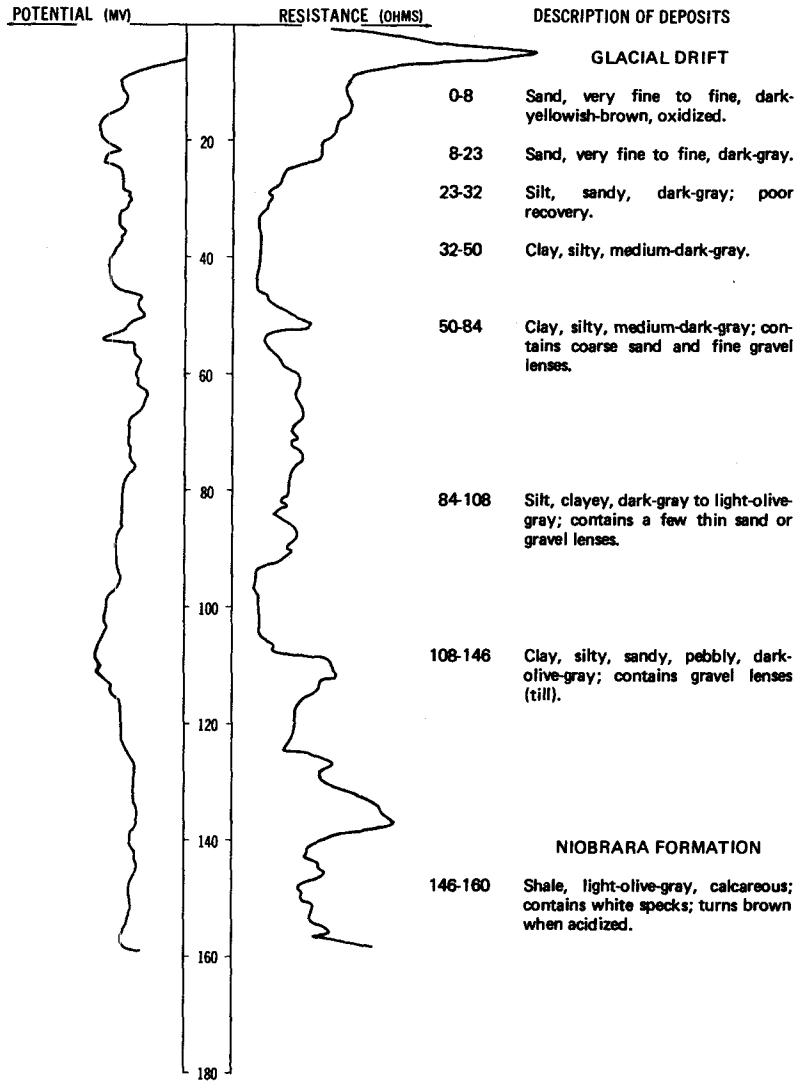 POTENTIAL (MV)
RESISTANCE (OHMS)
DESCRIPTION OF DEPOSITS
GLACIAL DRIFT
0-8 Sand, very fine to fine, dark-
yellowish-brown, oxidized.
20
8-23 Sand, very fine to fine, dark-gray.
23-32 Silt, sandy, dark-gray; poor
recovery.
40
32-50 Clay, silty, medium-dark-gray.
50-84 Clay, silty, medium-dark-gray; con-
tains coarse sand and fine gravel
lenses.
60
80
84-108 Silt, clayey, dark-gray to light-olive-
gray; contains a few thin sand or
gravel lenses.
100
108-146 Clay, silty, sandy, pebbly, dark-
olive-gray; contains gravel lenses
(till).
120
140
NIOBRARA FORMATION
146-160 Shale, light-olive-gray, calcareous;
contains white specks; turns brown
when acidized.
160
180